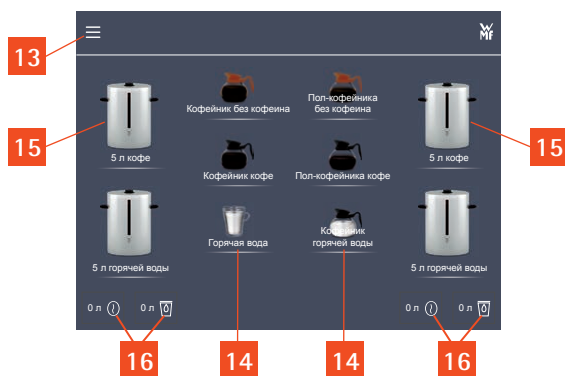 WMF
13
Кофейник без кофеина
Пол-кофейника
без кофеина
15
15
5 л кофе
Кофейник кофе
Пол-кофейника кофе
5 л кофе
Горячая вода
Кофейник
горячей воды
5 л горячей воды
5 л горячей воды
0 л
0 л
0 л
0 л
16
14
14
16